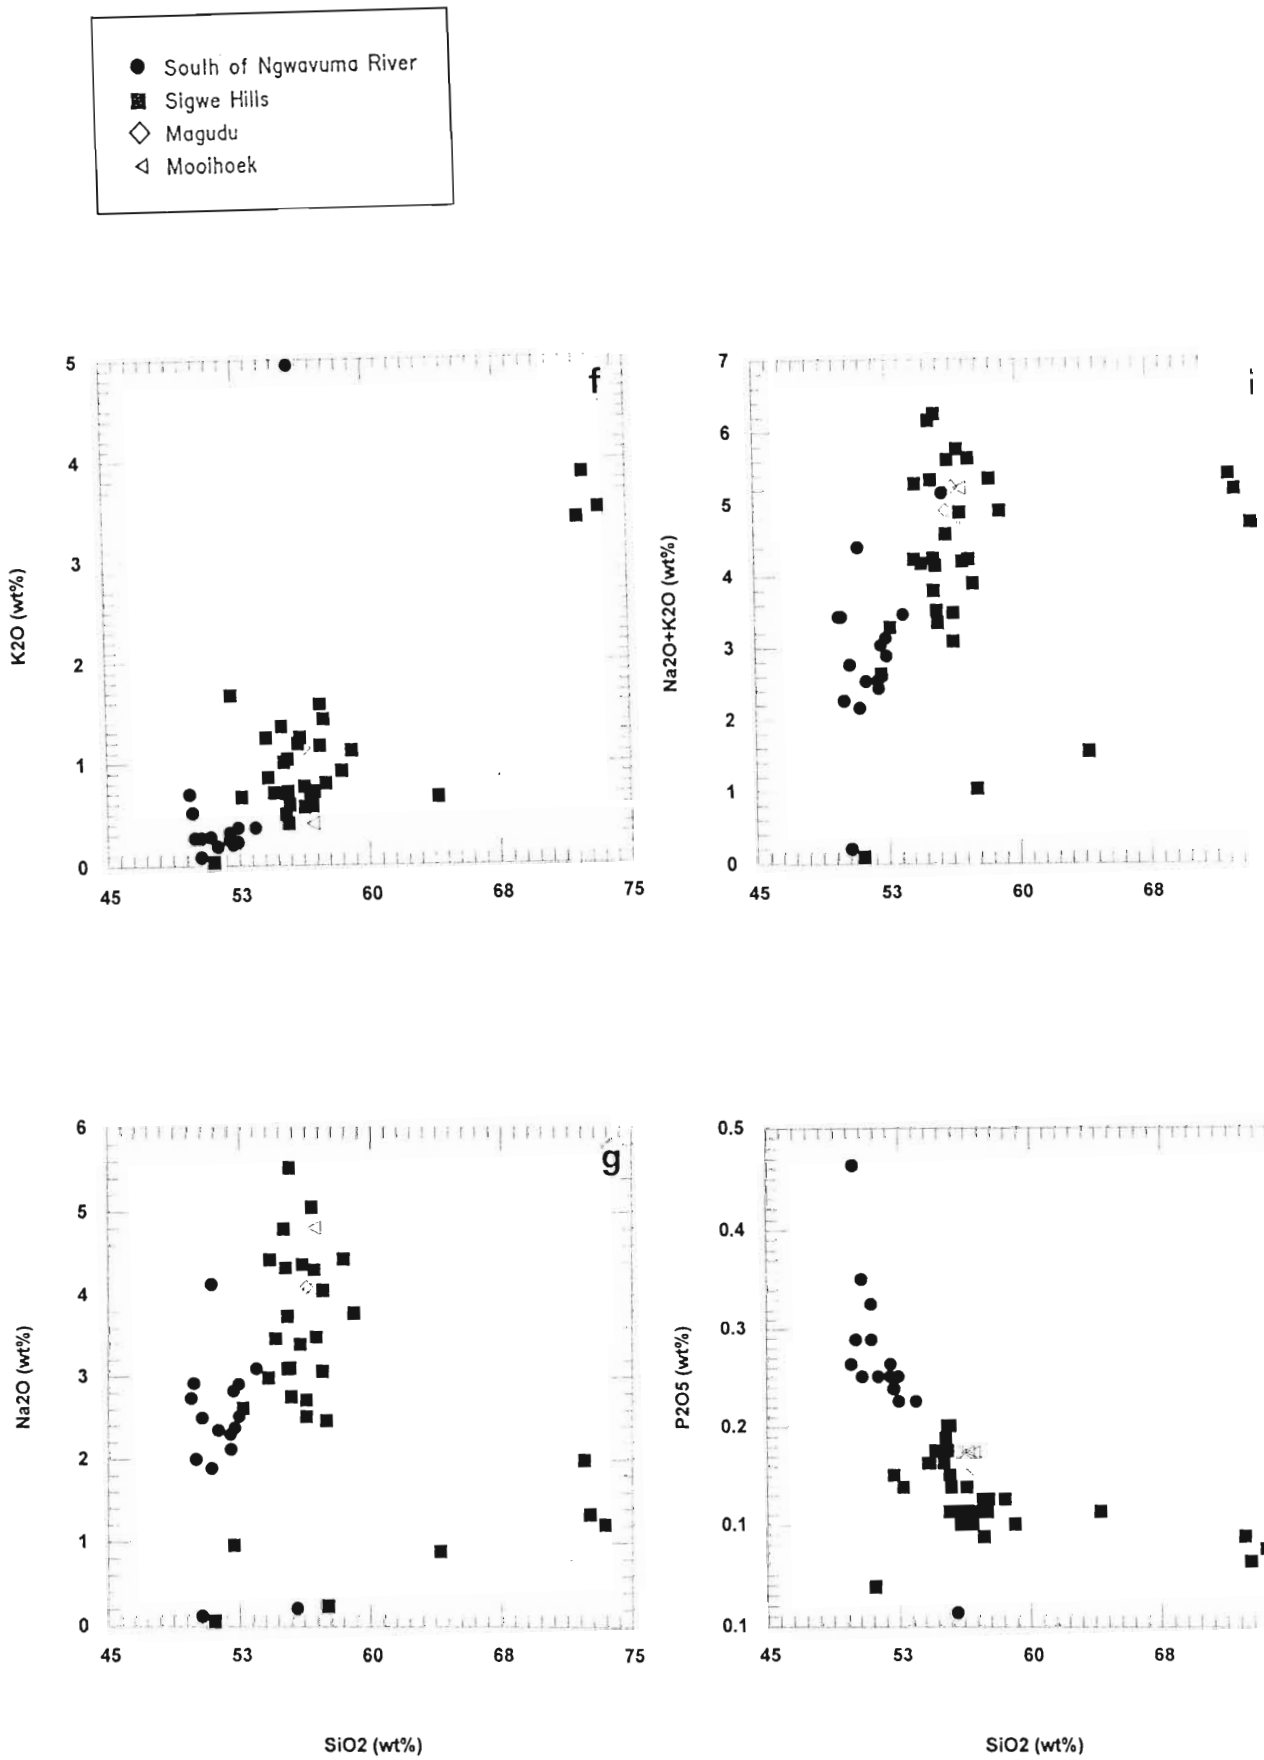 South of Ngwavuma River
Sigwe Hills
Magudu
Mooihoek
5
4
3
2
1
0
K2O (wt%)
f
45 53 60 68 75
7
6
5
4
3
2
1
0
Na2O+K2O (wt%)
i
45 53 60 68
6
5
4
3
2
1
0
Na2O (wt%)
g
45 53 60 68 75
SiO2 (wt%)
0.5
0.4
0.3
0.2
0.1
0.1
P2O5 (wt%)
45 53 60 68
SiO2 (wt%)